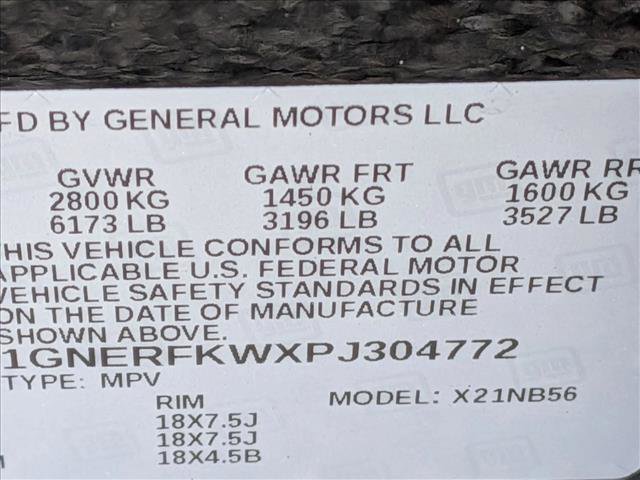 FD BY GENERAL MOTORS LLC
GVWR GAWR FRT GAWR RR
2800 KG 1450 KG 1600 KG
6173 LB 3196 LB 3527 LB
THIS VEHICLE CONFORMS TO ALL
APPLICABLE U.S. FEDERAL MOTOR
VEHICLE SAFETY STANDARDS IN EFFECT
ON THE DATE OF MANUFACTURE
SHOWN ABOVE.
1GNERFKWXPJ304772
TYPE: MPV
RIM MODEL: X21NB56
18X7.5J
18X7.5J
18X4.5B